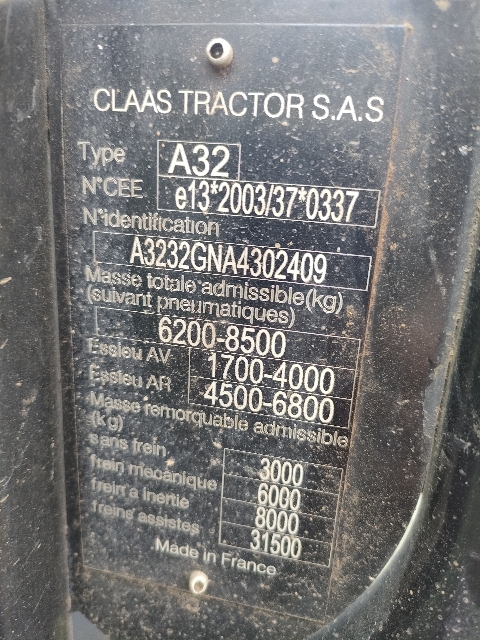 CLAAS TRACTOR S.A.S
Type A32
N°CEE e13*2003/37*0337
N°identification
A3232GNA4302409
Masse totale admissible(kg)
(suivant pneumatiques)
6200-8500
Essieu AV 1700-4000
Essieu AR 4500-6800
Masse remorquable admissible
(kg)
sans frein 3000
frein mécanique 6000
frein a inertie 8000
freins assistes 31500
Made in France